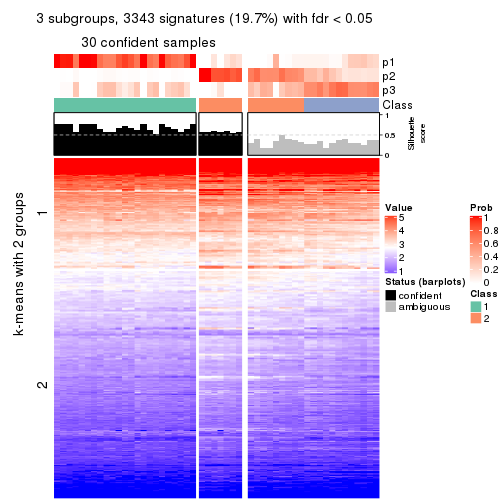 3 subgroups, 3343 signatures (19.7%) with fdr < 0.05
30 confident samples
p1
p2
p3
Class
1
0.5
0
Silhouette
score
k-means with 2 groups
1
2
Value
5
4
3
2
1
Status (barplots)
confident
ambiguous
Prob
1
0.8
0.6
0.4
0.2
0
Class
1
2